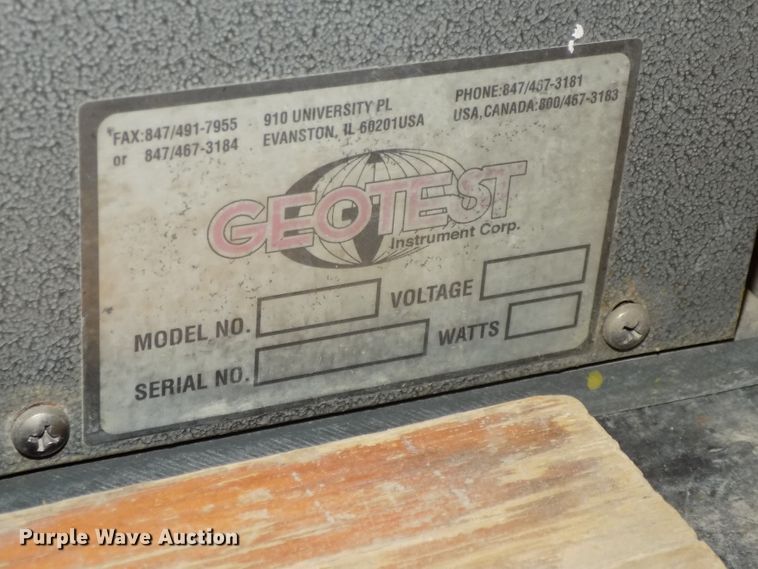 FAX:847/491-7955
or 847/467-3184
910 UNIVERSITY PL
EVANSTON, IL 60201USA
PHONE:847/467-3181
USA,CANADA:800/467-3183
GEOTEST
Instrument Corp.
MODEL NO.
VOLTAGE
SERIAL NO.
WATTS
Purple Wave Auction